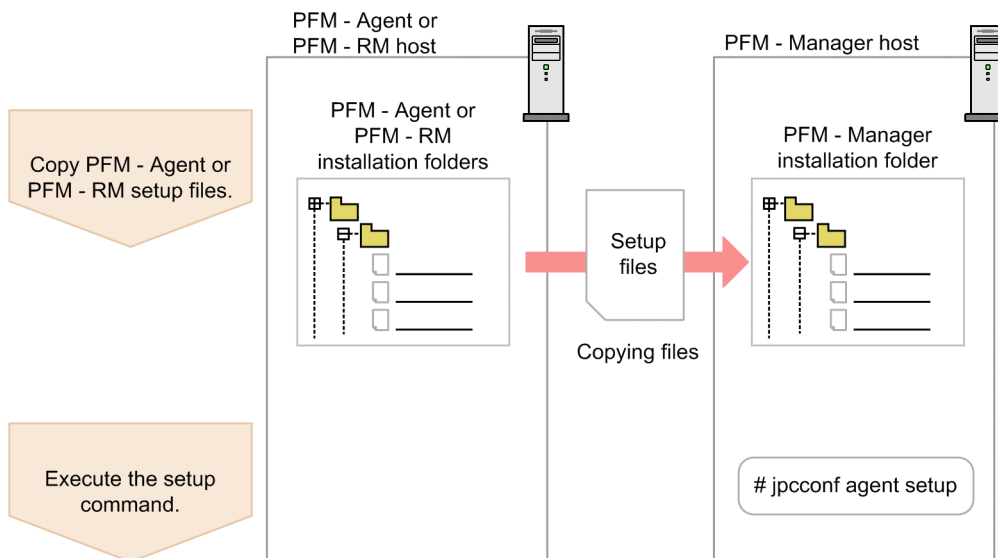 PFM - Agent or
PFM - RM host
PFM - Manager host
Copy PFM - Agent or
PFM - RM setup files.
PFM - Agent or
PFM - RM
installation folders
Setup
files
Copying files
PFM - Manager
installation folder
Execute the setup
command.
# jpcconf agent setup